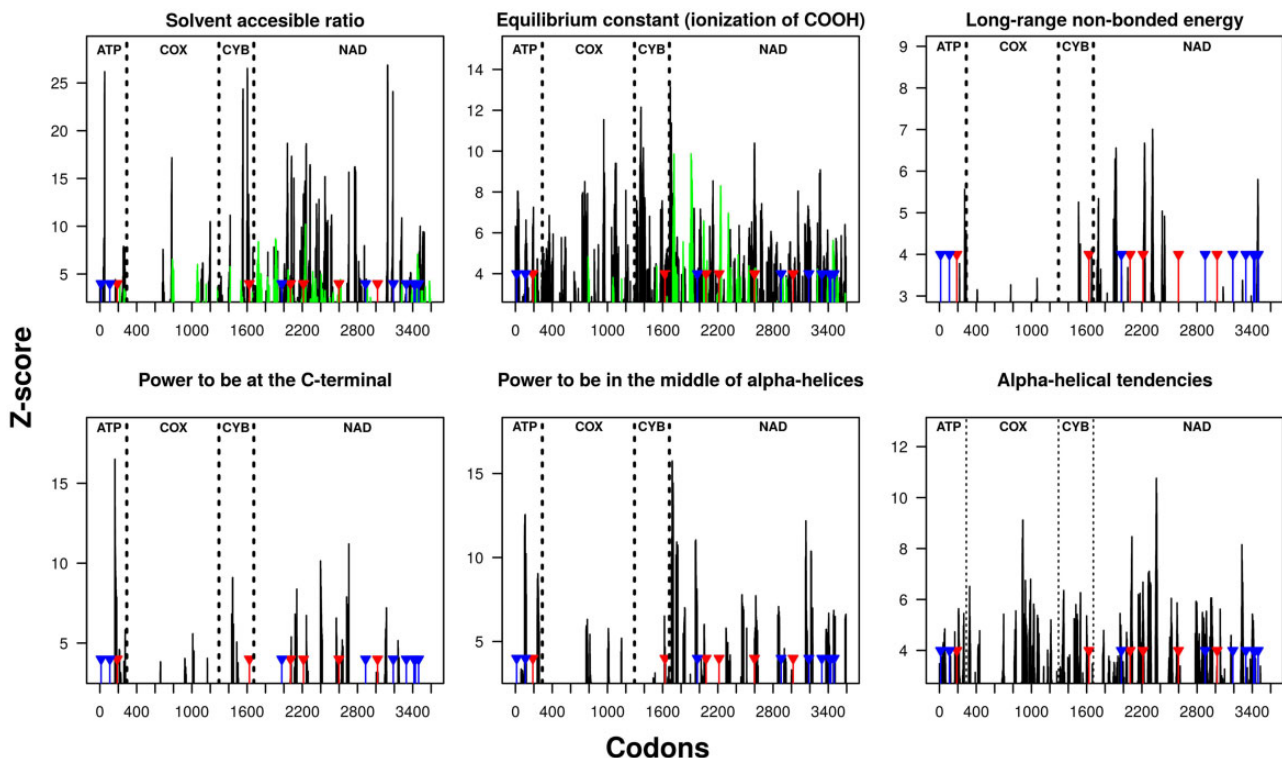 Solvent accesible ratio
Equilibrium constant (ionization of COOH)
Long-range non-bonded energy
ATP COX CYB NAD
ATP COX CYB NAD
ATP COX CYB NAD
25
20
15
10
5
14
12
10
8
6
4
9
8
7
6
5
4
3
0 400 1000 1600 2200 2800 3400
0 400 1000 1600 2200 2800 3400
0 400 1000 1600 2200 2800 3400
Z-score
Power to be at the C-terminal
Power to be in the middle of alpha-helices
Alpha-helical tendencies
ATP COX CYB NAD
ATP COX CYB NAD
ATP COX CYB NAD
15
10
5
15
10
5
12
10
8
6
4
0 400 1000 1600 2200 2800 3400
0 400 1000 1600 2200 2800 3400
0 400 1000 1600 2200 2800 3400
Codons